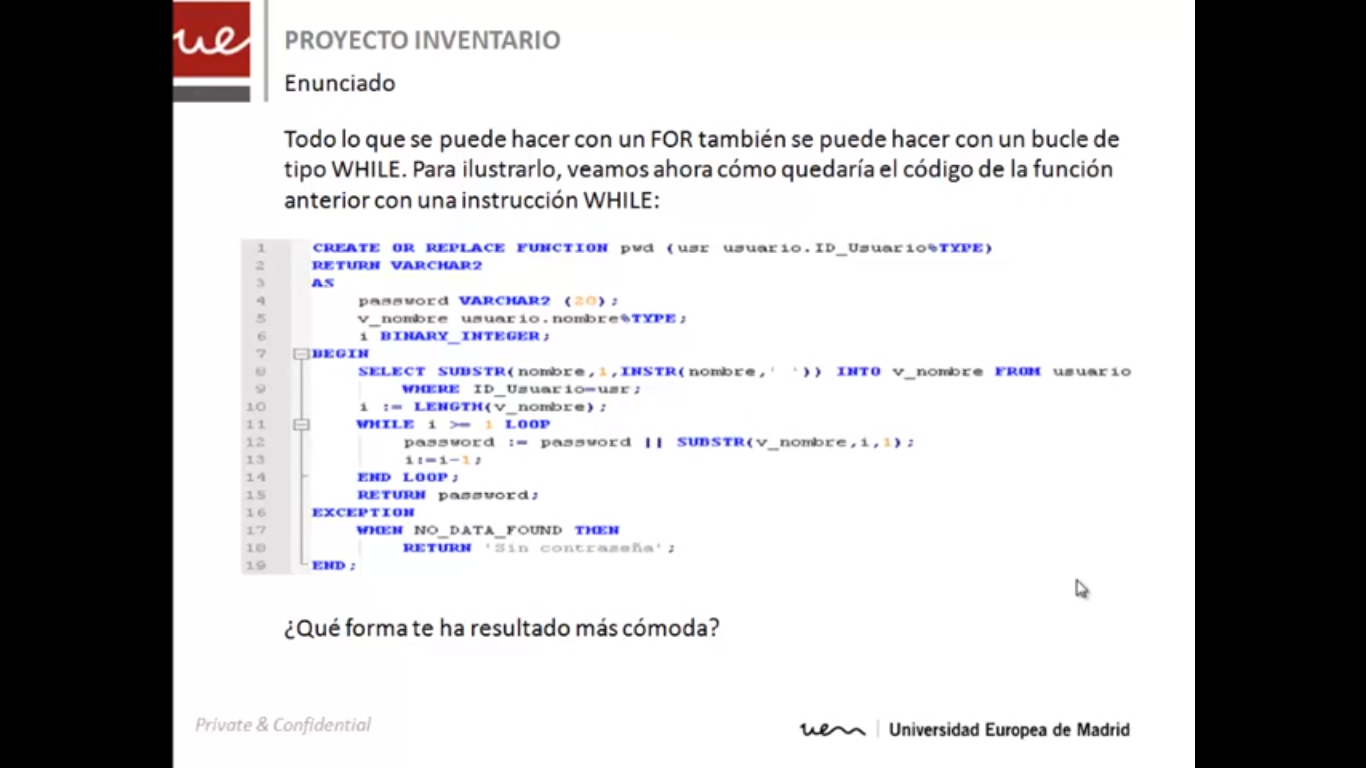 ue
PROYECTO INVENTARIO
Enunciado
Todo lo que se puede hacer con un FOR también se puede hacer con un bucle de
tipo WHILE. Para ilustrarlo, veamos ahora cómo quedaría el código de la función
anterior con una instrucción WHILE:
1 CREATE OR REPLACE FUNCTION pwd (usr usuario.ID_Usuario%TYPE)
2 RETURN VARCHAR2
3 AS
4 password VARCHAR2 (20);
5 v_nombre usuario.nombre%TYPE;
6 i BINARY_INTEGER;
7 BEGIN
8 SELECT SUBSTR(nombre,1,INSTR(nombre,' ')) INTO v_nombre FROM usuario
9 WHERE ID_Usuario=usr;
10 i := LENGTH(v_nombre);
11 WHILE i >= 1 LOOP
12 password := password || SUBSTR(v_nombre,i,1);
13 i:=i-1;
14 END LOOP;
15 RETURN password;
16 EXCEPTION
17 WHEN NO_DATA_FOUND THEN
18 RETURN 'Sin contraseña';
19 END;
¿Qué forma te ha resultado más cómoda?
Private & Confidential
uem Universidad Europea de Madrid